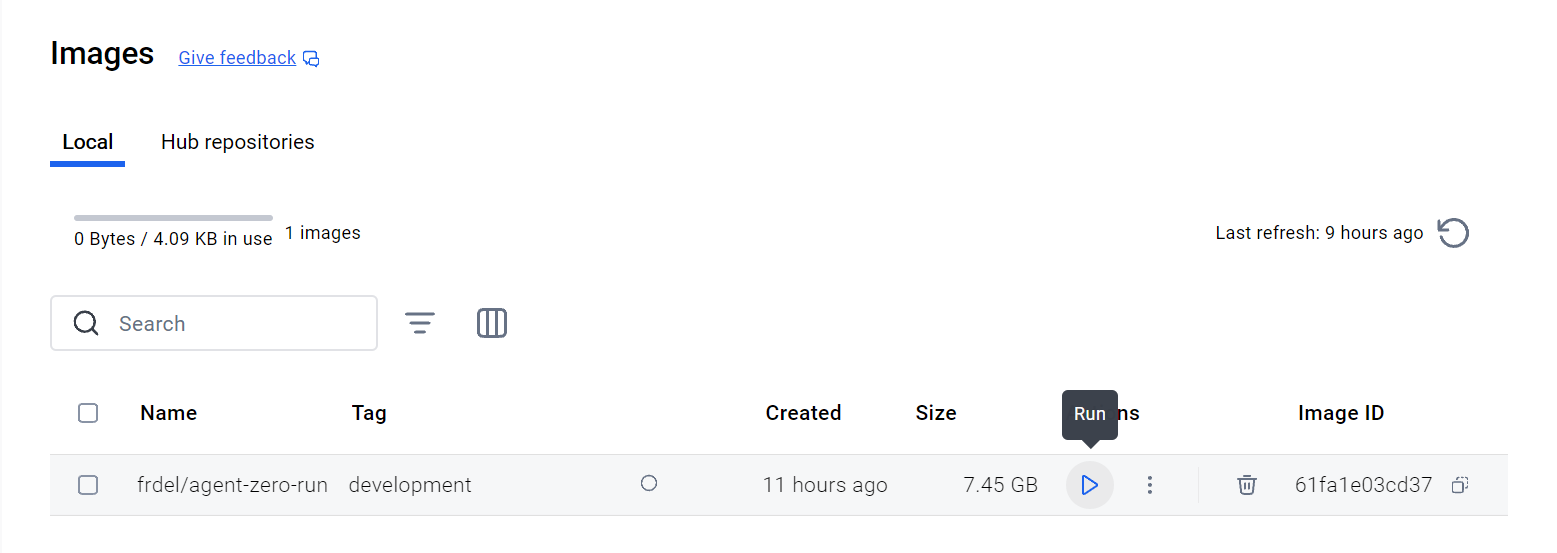 Images Give feedback
Local Hub repositories
0 Bytes / 4.09 KB in use 1 images Last refresh: 9 hours ago
Search
Run
Name Tag Created Size ns Image ID
frdel/agent-zero-run development 11 hours ago 7.45 GB 61fa1e03cd37